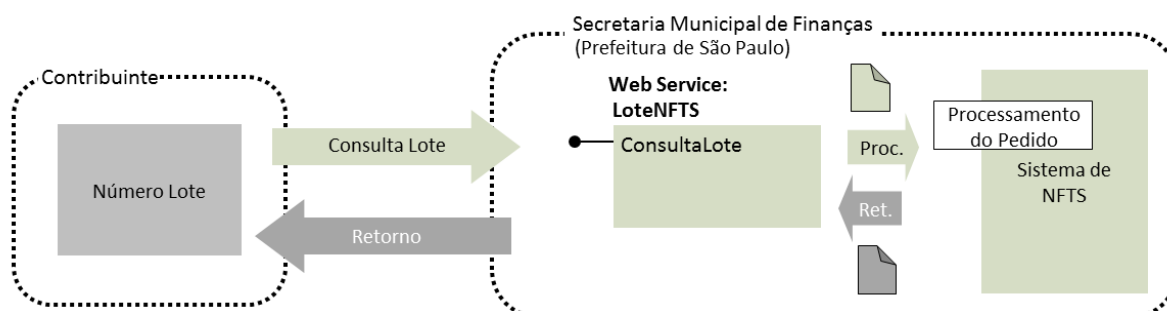 Secretaria Municipal de Finanças
(Prefeitura de São Paulo)
Contribuinte
Web Service:
LoteNFTS
Processamento
do Pedido
Consulta Lote
ConsultaLote
Proc.
Número Lote
Sistema de
NFTS
Retorno
Ret.